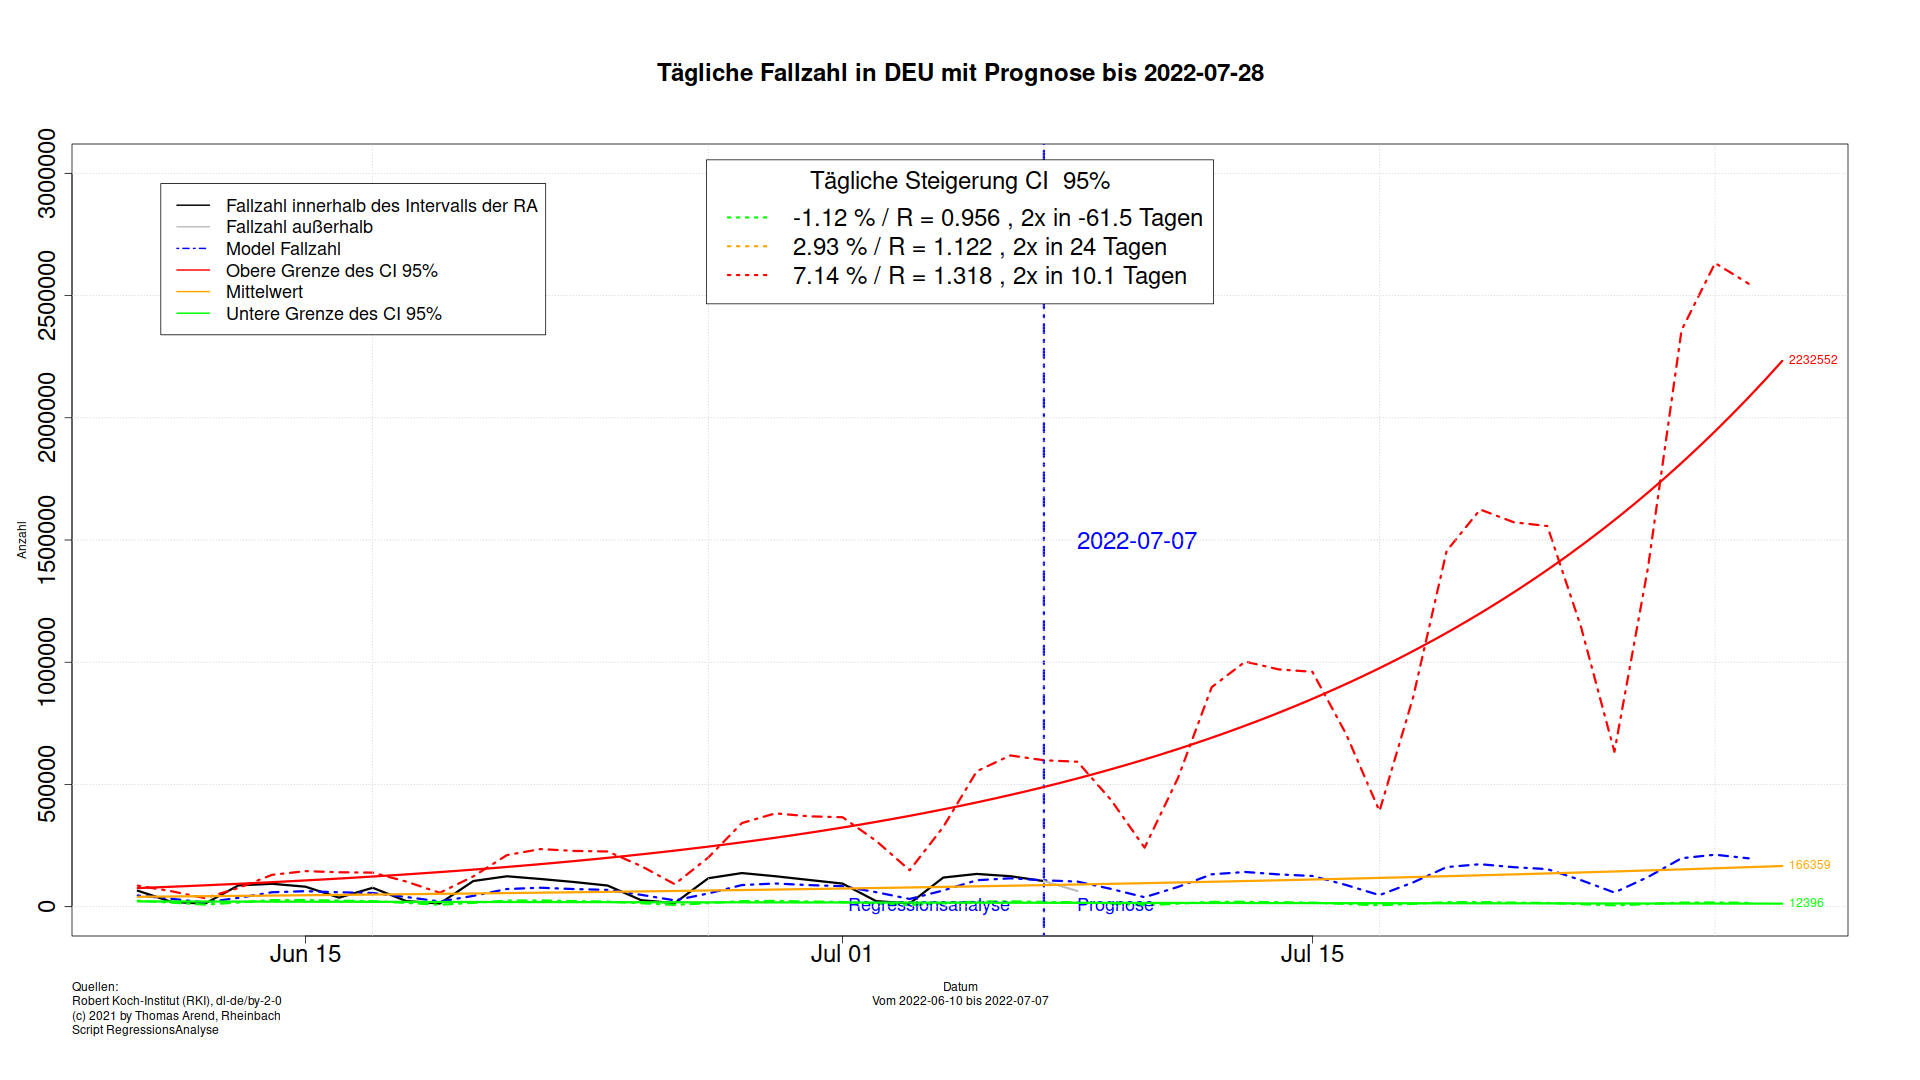 Tägliche Fallzahl in DEU mit Prognose bis 2022-07-28
Fallzahl innerhalb des Intervalls der RA
Fallzahl außerhalb
Model Fallzahl
Obere Grenze des CI 95%
Mittelwert
Untere Grenze des CI 95%
Tägliche Steigerung CI  95%
-1.12 % / R = 0.956 , 2x in -61.5 Tagen
2.93 % / R = 1.122 , 2x in 24 Tagen
7.14 % / R = 1.318 , 2x in 10.1 Tagen
3000000
2500000
2000000
1500000
1000000
500000
0
Anzahl
2022-07-07
2232552
166359
12396
Regressionsanalyse
Prognose
Jun 15
Jul 01
Jul 15
Datum
Vom 2022-06-10 bis 2022-07-07
Quellen:
Robert Koch-Institut (RKI), dl-de/by-2-0
(c) 2021 by Thomas Arend, Rheinbach
Script RegressionsAnalyse